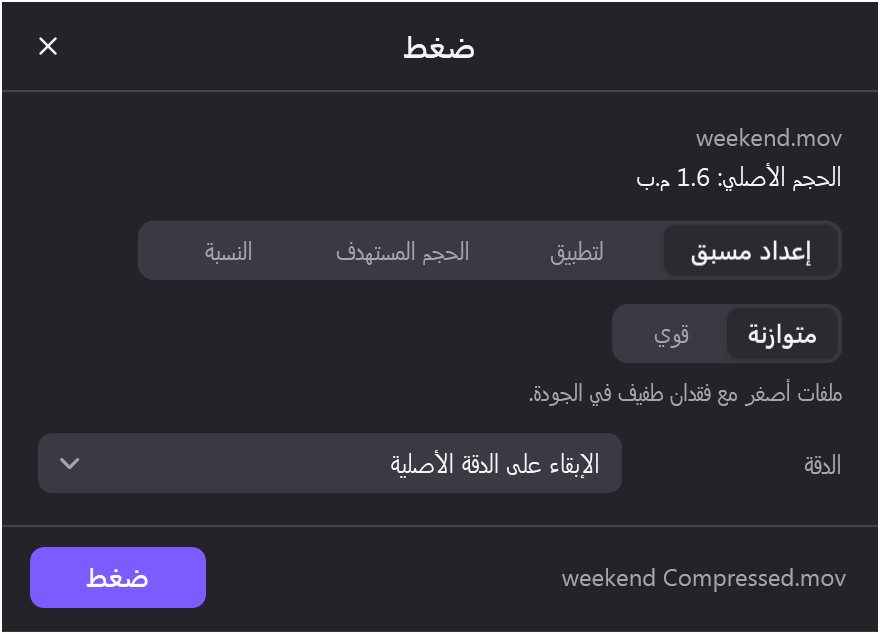 ضغط
weekend.mov
الحجم الأصلي: 1.6 م.ب
إعداد مسبق لتطبيق الحجم المستهدف النسبة
متوازنة قوي
ملفات أصغر مع فقدان طفيف في الجودة.
الدقة الإبقاء على الدقة الأصلية
weekend Compressed.mov ضغط